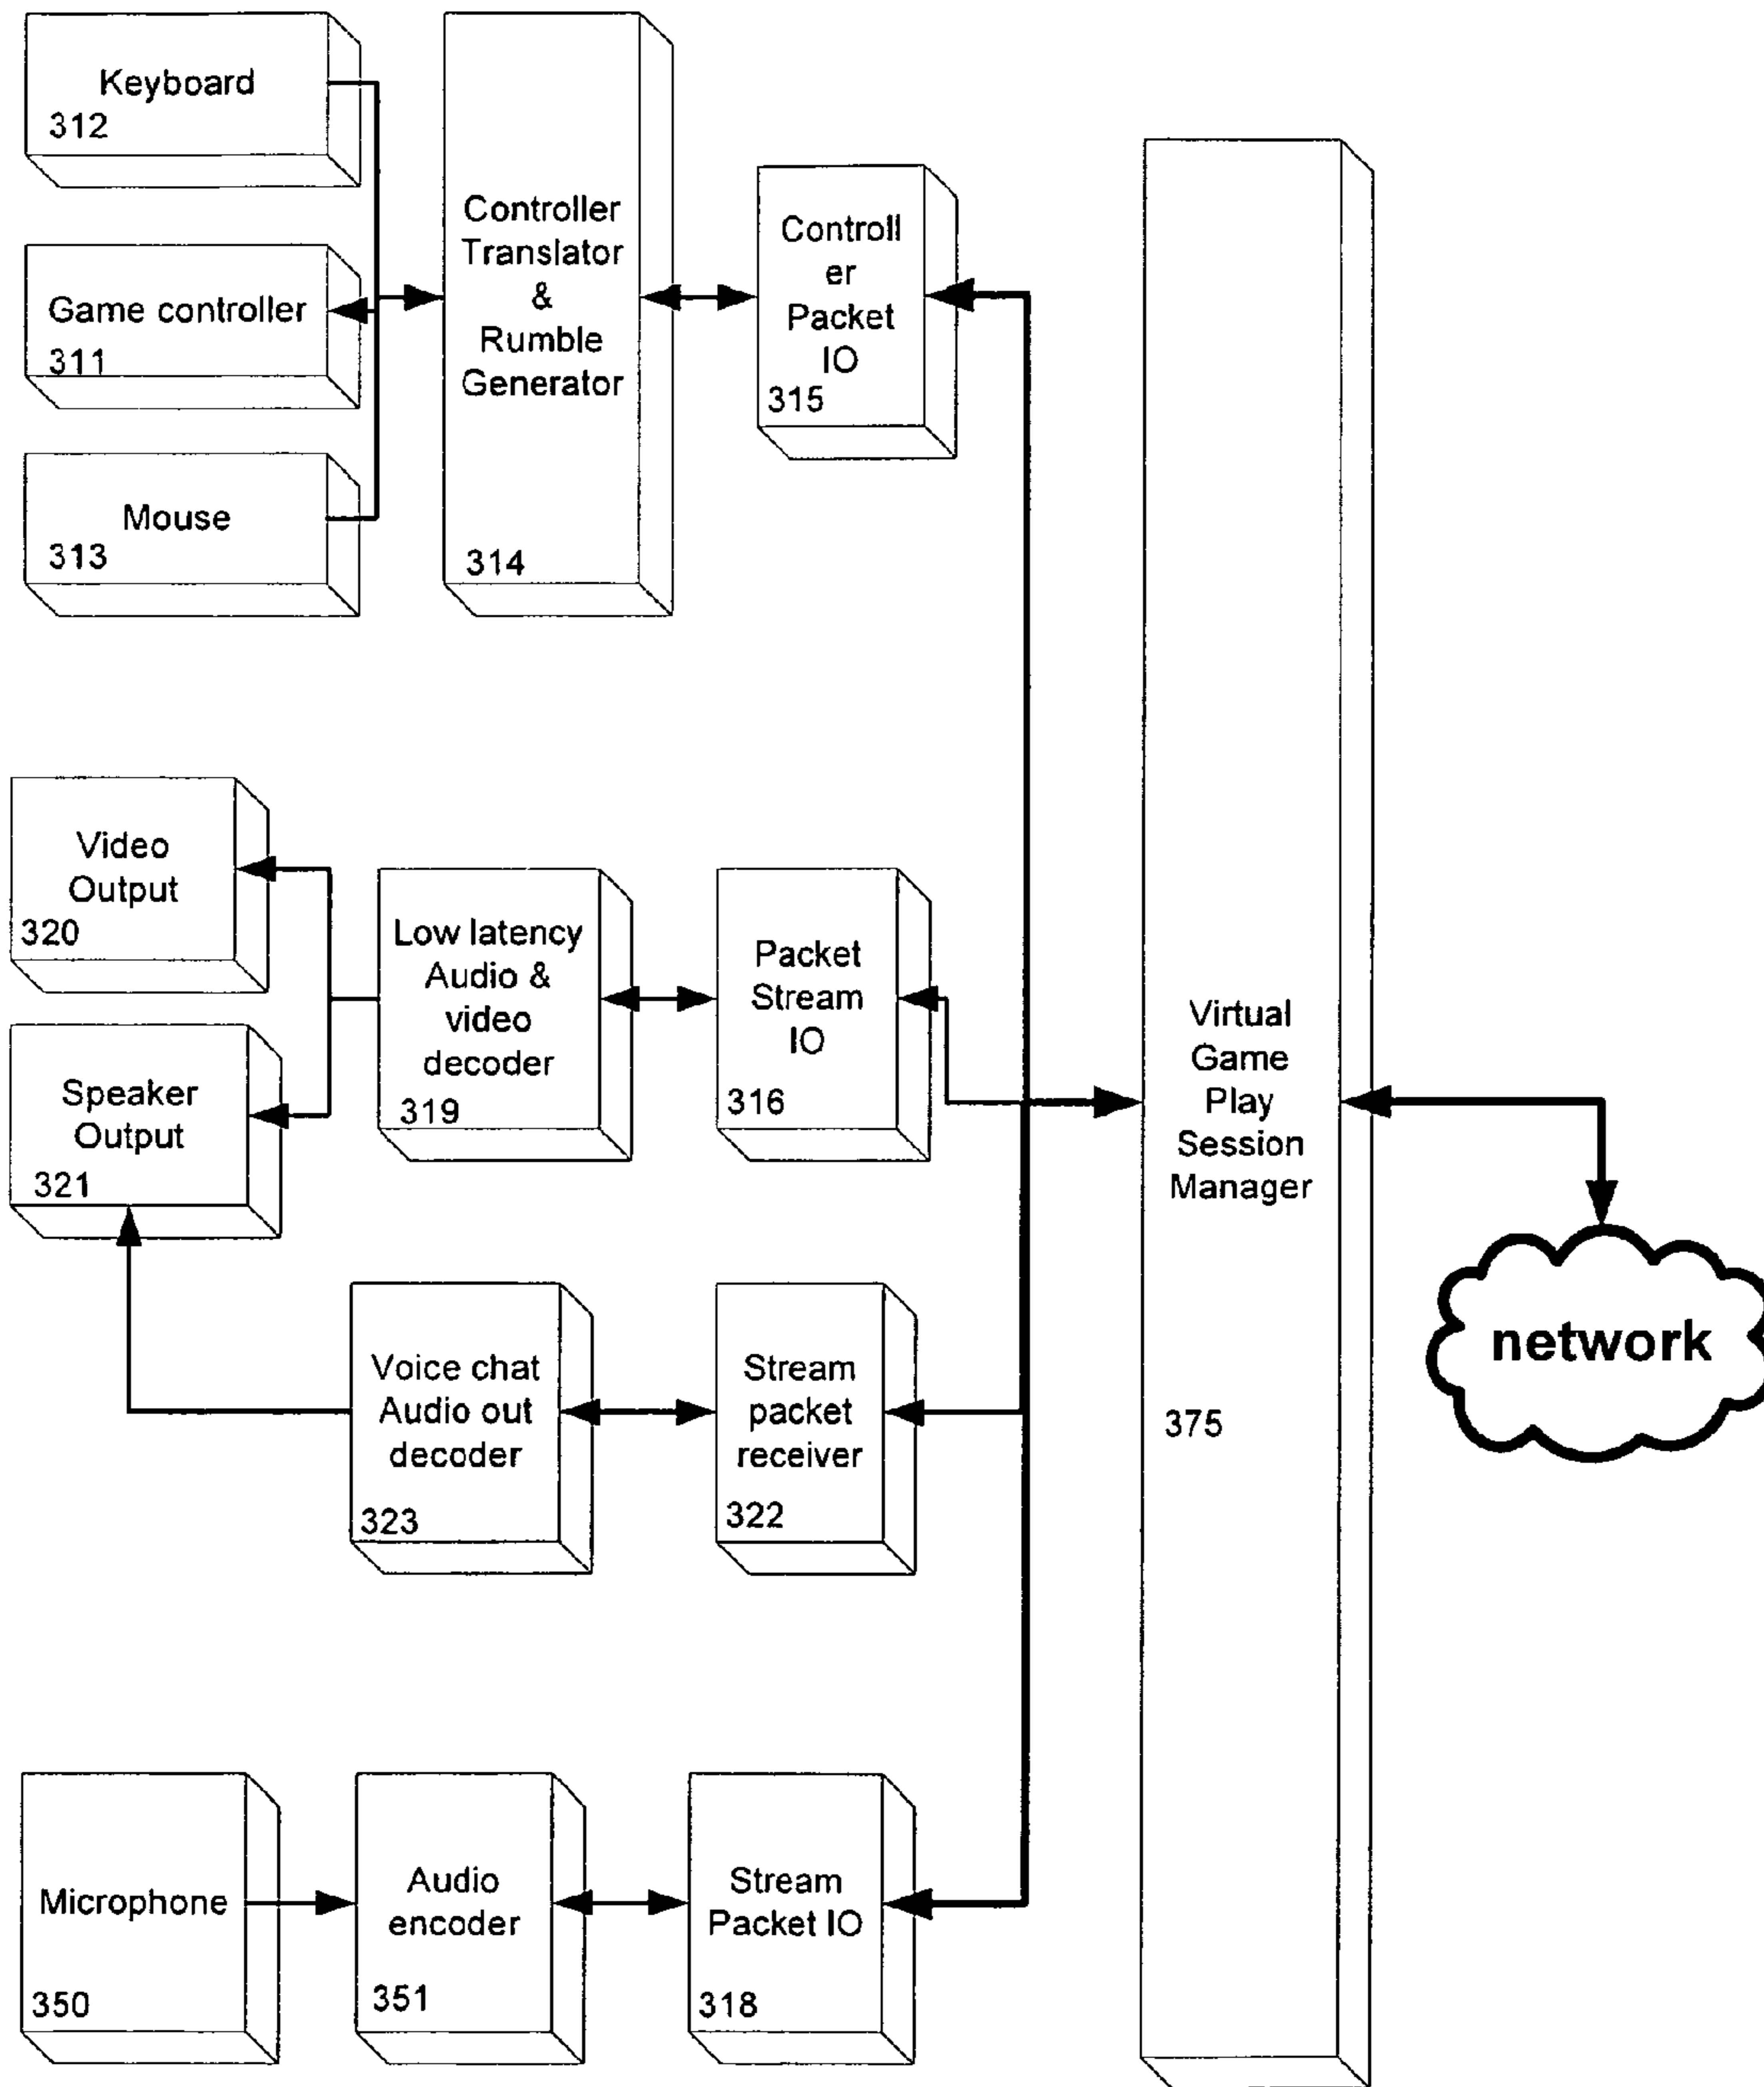 Keyboard
312
Game controller
311
Mouse
313
Controller
Translator
&
Rumble
Generator
314
Controll
er
Packet
IO
315
Video
Output
320
Speaker
Output
321
Low latency
Audio &
video
decoder
319
Packet
Stream
IO
316
Voice chat
Audio out
decoder
323
Stream
packet
receiver
322
Microphone
350
Audio
encoder
351
Stream
Packet IO
318
Virtual
Game
Play
Session
Manager
375
network